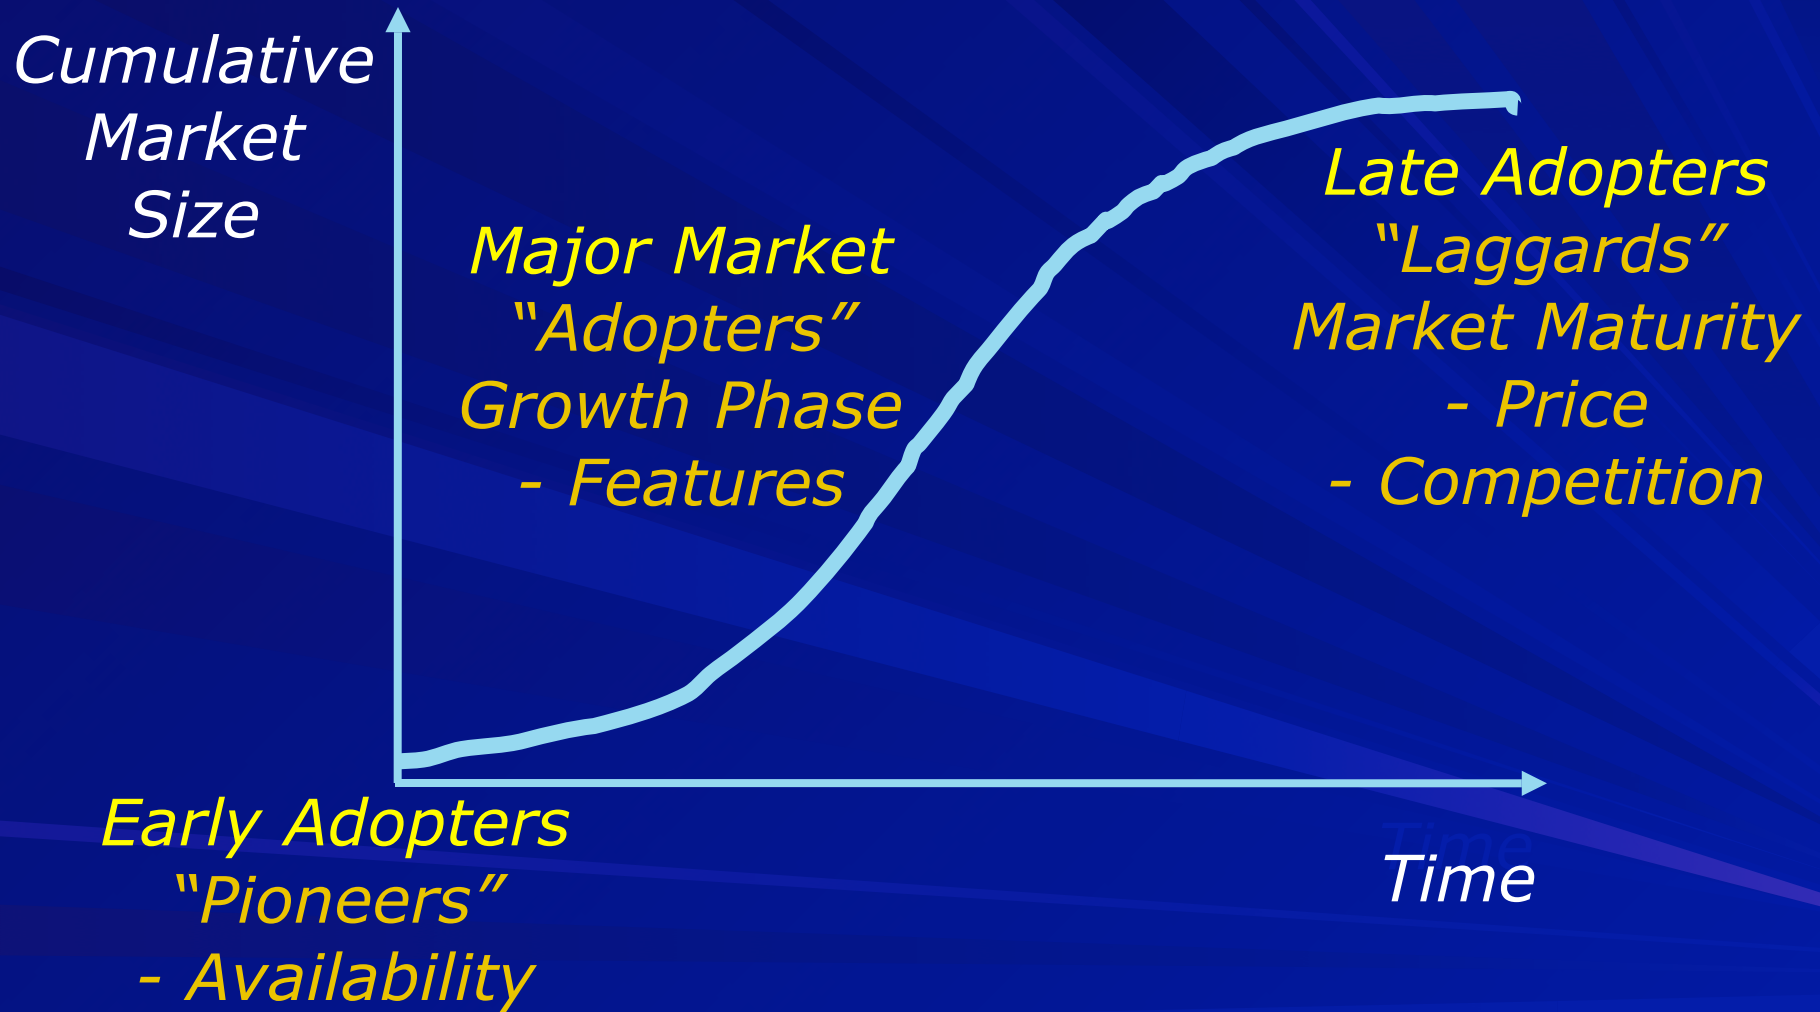 Cumulative
Market
Size
Major Market
“Adopters”
Growth Phase
- Features
Late Adopters
“Laggards”
Market Maturity
- Price
- Competition
Early Adopters
“Pioneers”
- Availability
Time
Time